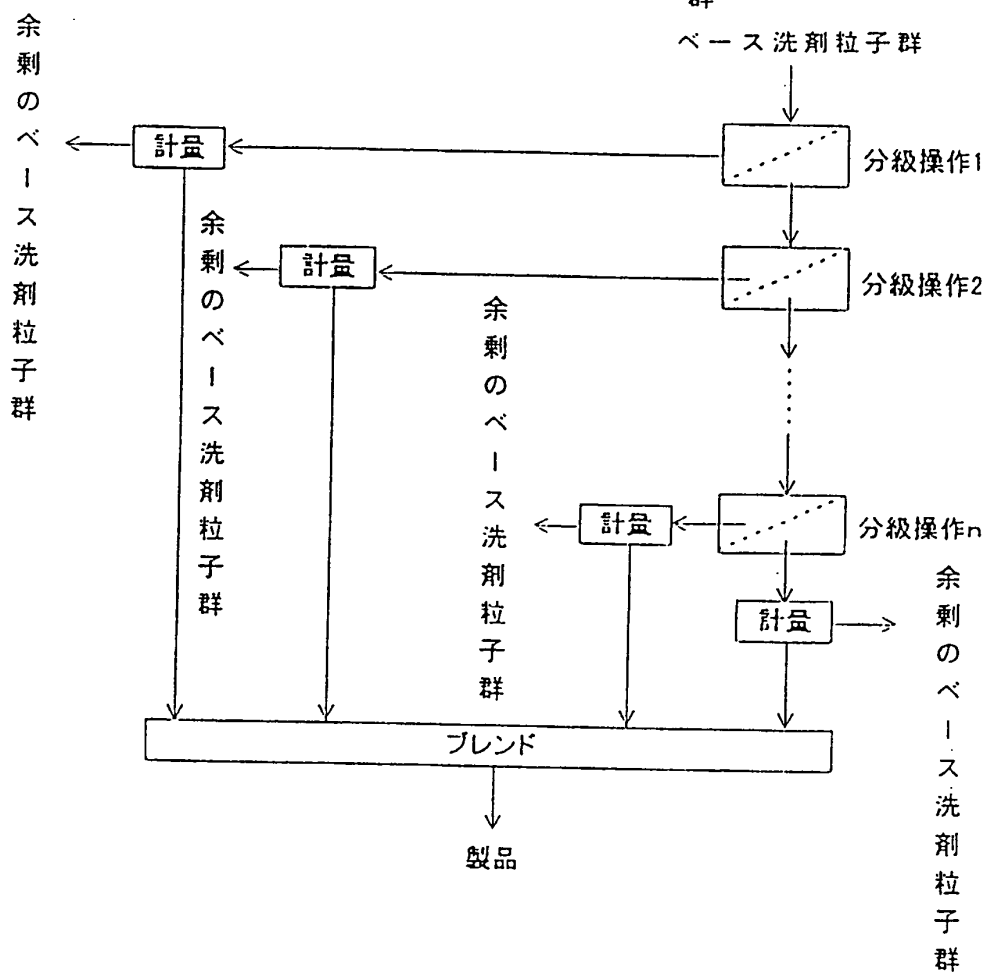 群
ベース洗剤粒子群
余剰のベース洗剤粒子群
計量
分級操作1
余剰のベース洗剤粒子群
計量
分級操作2
余剰のベース洗剤粒子群
計量
分級操作n
計量
余剰のベース洗剤粒子群
ブレンド
製品